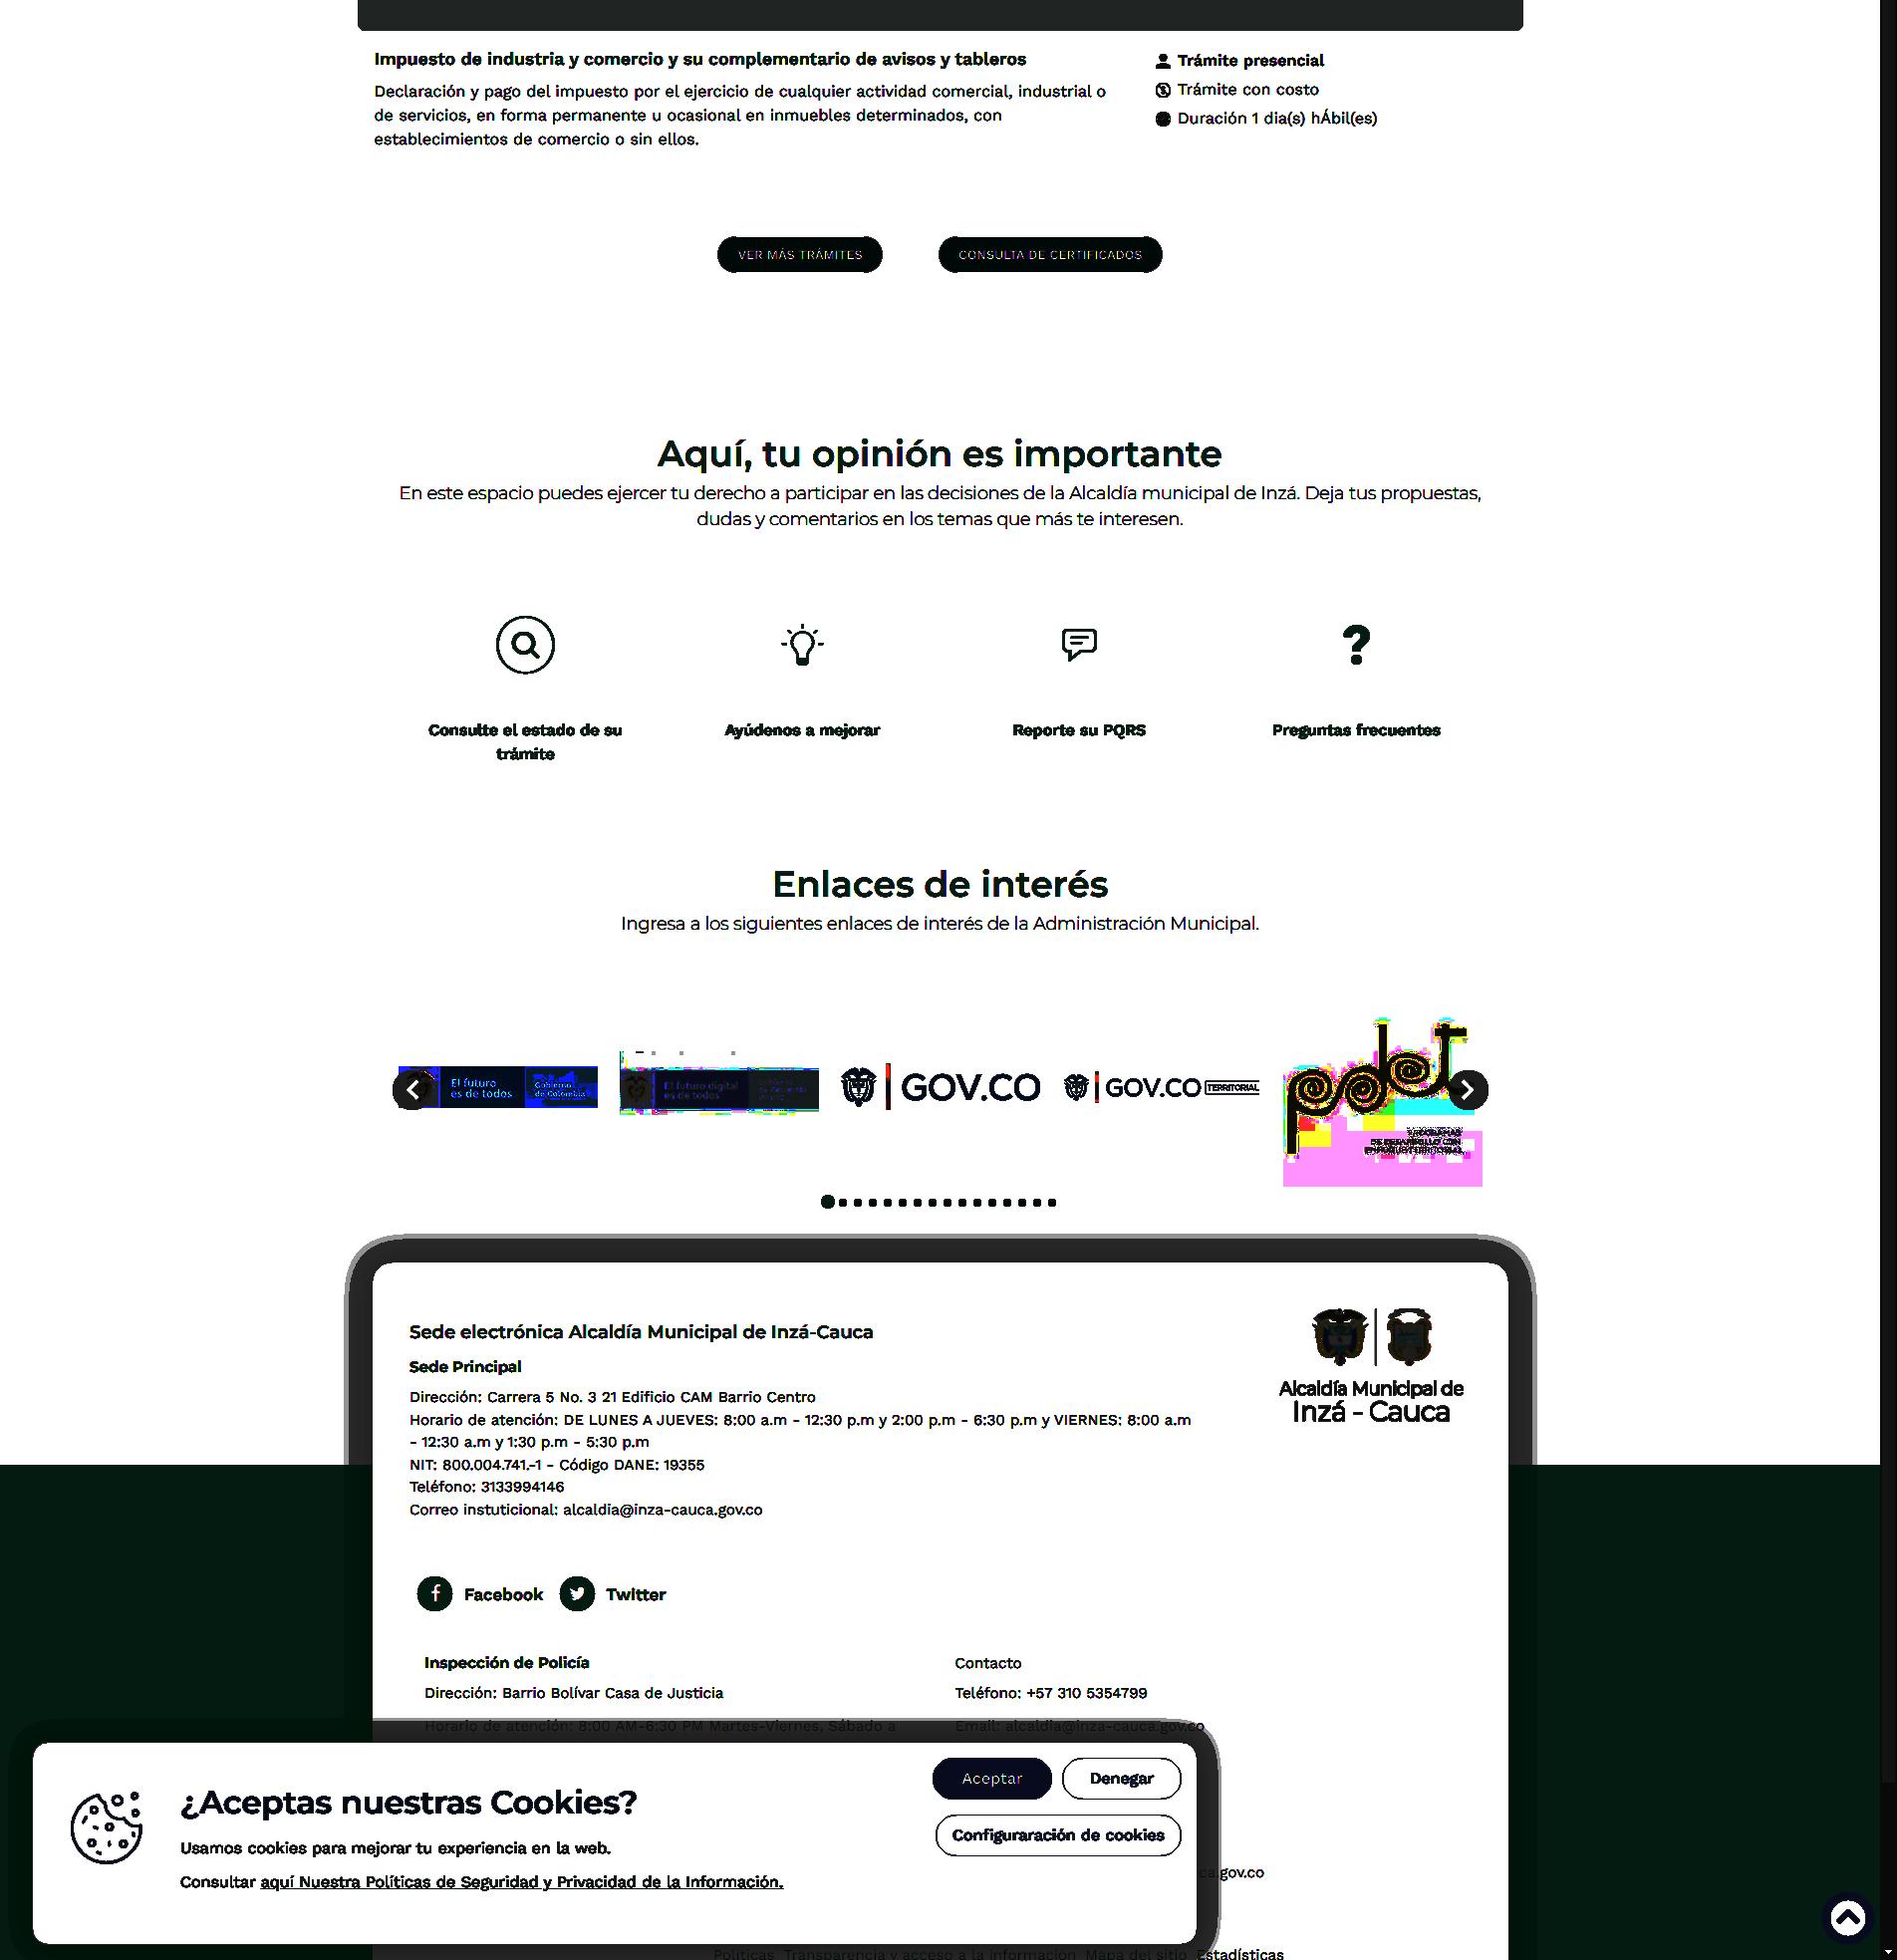 Impuesto de industria y comercio y su complementario de avisos y tableros
Declaración y pago del impuesto por el ejercicio de cualquier actividad comercial, industrial o
de servicios, en forma permanente u ocasional en inmuebles determinados, con
establecimientos de comercio o sin ellos.
Trámite presencial
Trámite con costo
Duración 1 dia(s) hÁbil(es)
VER MÁS TRÁMITES
CONSULTA DE CERTIFICADOS
Aquí, tu opinión es importante
En este espacio puedes ejercer tu derecho a participar en las decisiones de la Alcaldía municipal de Inzá. Deja tus propuestas,
dudas y comentarios en los temas que más te interesen.
Consulte el estado de su
trámite
Ayúdenos a mejorar
Reporte su PQRS
Preguntas frecuentes
Enlaces de interés
Ingresa a los siguientes enlaces de interés de la Administración Municipal.
El futuro
es de todos
Gobierno
de Colombia
El futuro digital
es de todos
GOV.CO
GOV.CO TERRITORIAL
pdet
Sede electrónica Alcaldía Municipal de Inzá-Cauca
Sede Principal
Dirección: Carrera 5 No. 3 21 Edificio CAM Barrio Centro
Horario de atención: DE LUNES A JUEVES: 8:00 a.m - 12:30 p.m y 2:00 p.m - 6:30 p.m y VIERNES: 8:00 a.m
- 12:30 a.m y 1:30 p.m - 5:30 p.m
NIT: 800.004.741.-1 - Código DANE: 19355
Teléfono: 3133994146
Correo instuticional: alcaldia@inza-cauca.gov.co
Alcaldía Municipal de
Inzá - Cauca
Facebook
Twitter
Inspección de Policía
Dirección: Barrio Bolívar Casa de Justicia
Horario de atención: 8:00 AM-6:30 PM Martes-Viernes, Sábado a
Contacto
Teléfono: +57 310 5354799
Email: alcaldia@inza-cauca.gov.co
¿Aceptas nuestras Cookies?
Usamos cookies para mejorar tu experiencia en la web.
Consultar aquí Nuestra Políticas de Seguridad y Privacidad de la Información.
Aceptar
Denegar
Configuraración de cookies
ca.gov.co
Políticas Transparencia y acceso a la información Mapa del sitio Estadísticas